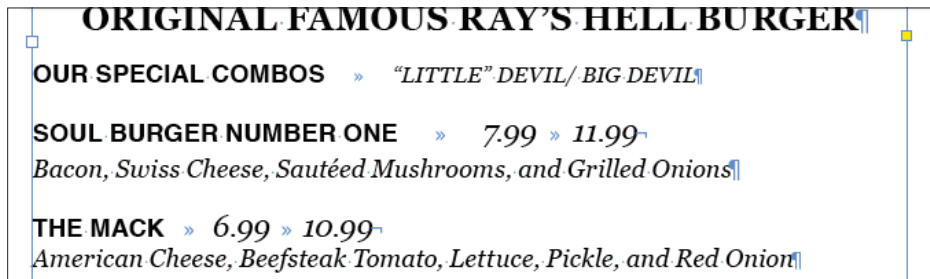 ORIGINAL FAMOUS RAY’S HELL BURGER
OUR SPECIAL COMBOS » “LITTLE” DEVIL/ BIG DEVIL
SOUL BURGER NUMBER ONE » 7.99 » 11.99
Bacon, Swiss Cheese, Sautéed Mushrooms, and Grilled Onions
THE MACK » 6.99 » 10.99
American Cheese, Beefsteak Tomato, Lettuce, Pickle, and Red Onion